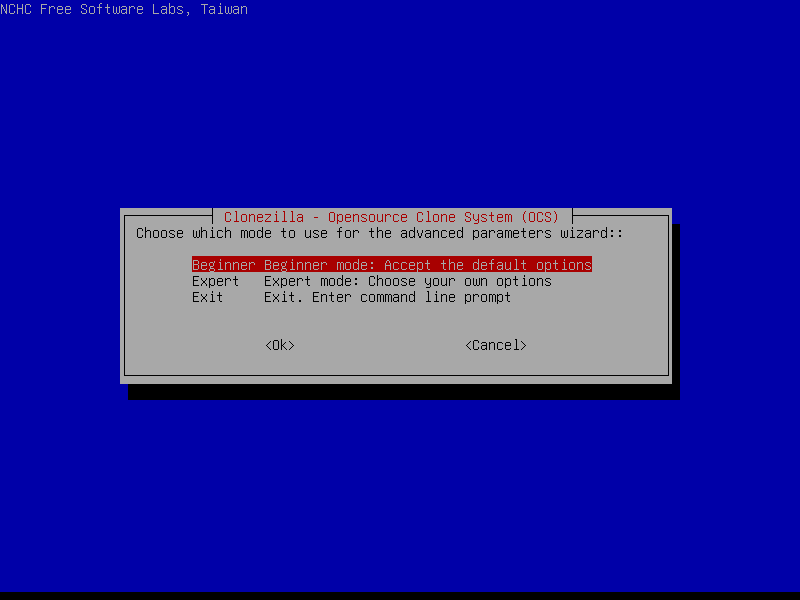 NCHC Free Software Labs, Taiwan
Clonezilla - Opensource Clone System (OCS)
Choose which mode to use for the advanced parameters wizard::
Beginner Beginner mode: Accept the default options
Expert Expert mode: Choose your own options
Exit Exit. Enter command line prompt
<Ok> <Cancel>